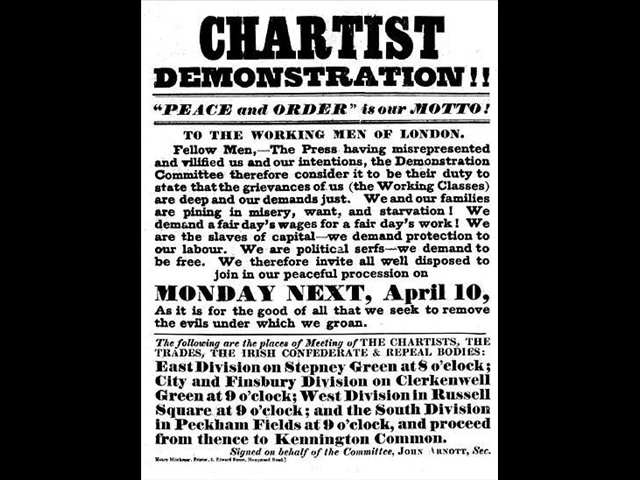 CHARTIST
DEMONSTRATION!!
"PEACE and ORDER" is our MOTTO!
TO THE WORKING MEN OF LONDON.
Fellow Men,—The Press having misrepresented
and vilified us and our intentions, the Demonstration
Committee therefore consider it to be their duty to
state that the grievances of us (the Working Classes)
are deep and our demands just. We and our families
are pining in misery, want, and starvation! We
demand a fair day's wages for a fair day's work! We
are the slaves of capital—we demand protection to
our labour. We are political serfs—we demand to
be free. We therefore invite all well disposed to
join in our peaceful procession on
MONDAY NEXT, April 10,
As it is for the good of all that we seek to remove
the evils under which we groan.
The following are the places of Meeting of THE CHARTISTS, THE
TRADES, THE IRISH CONFEDERATE & REPEAL BODIES:
East Division on Stepney Green at 8 o'clock;
City and Finsbury Division on Clerkenwell
Green at 9 o'clock; West Division in Russell
Square at 9 o'clock; and the South Division
in Peckham Fields at 9 o'clock, and proceed
from thence to Kennington Common.
Signed on behalf of the Committee, JOHN ARNOTT, Sec.
Printer,